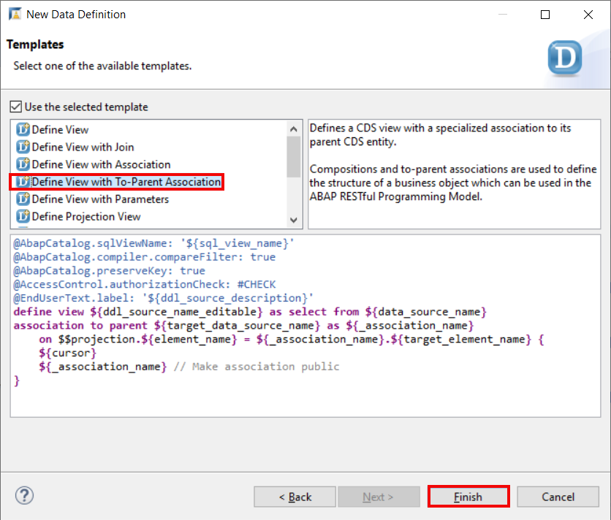 New Data Definition
Templates
Select one of the available templates.
D
Use the selected template
Define View
Define View with Join
Define View with Association
Define View with To-Parent Association
Define View with Parameters
Define Projection View
Defines a CDS view with a specialized association to its
parent CDS entity.
Compositions and to-parent associations are used to define
the structure of a business object which can be used in the
ABAP RESTful Programming Model.
@AbapCatalog.sqlViewName: '${sql_view_name}'
@AbapCatalog.compiler.compareFilter: true
@AbapCatalog.preserveKey: true
@AccessControl.authorizationCheck: #CHECK
@EndUserText.label: '${ddl_source_description}'
define view ${ddl_source_name_editable} as select from ${data_source_name}
association to parent ${target_data_source_name} as ${_association_name}
    on $$projection.${element_name} = ${_association_name}.${target_element_name} {
    ${cursor}
    ${_association_name} // Make association public
}
?
< Back
Next >
Finish
Cancel